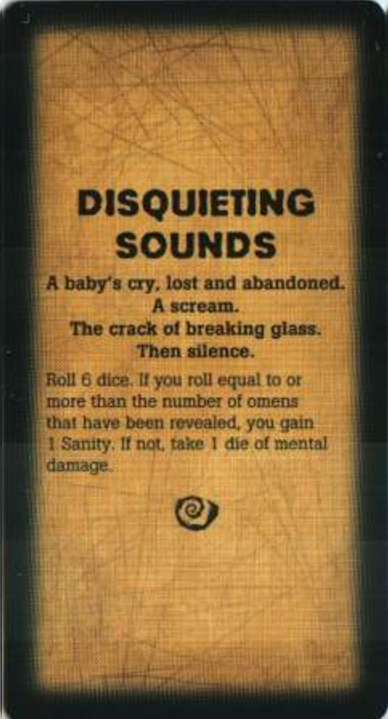 DISQUIETING
SOUNDS
A baby's cry, lost and abandoned.
A scream.
The crack of breaking glass.
Then silence.
Roll 6 dice. If you roll equal to or
more than the number of omens
that have been revealed, you gain
1 Sanity. If not, take 1 die of mental
damage.